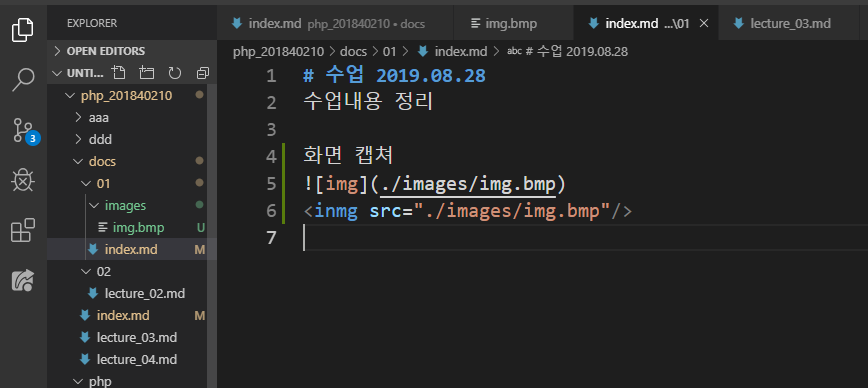 EXPLORER
index.md php_201840210 • docs
img.bmp
index.md ...\01
lecture_03.md
OPEN EDITORS
php_201840210 > docs > 01 > index.md > abc # 수업 2019.08.28
UNTI...
php_201840210
aaa
ddd
docs
01
images
img.bmp U
index.md M
02
lecture_02.md
index.md M
lecture_03.md
lecture_04.md
php
3
1 # 수업 2019.08.28
2 수업내용 정리
3
4 화면 캡쳐
5 ![img](./images/img.bmp)
6 <inmg src="./images/img.bmp"/>
7